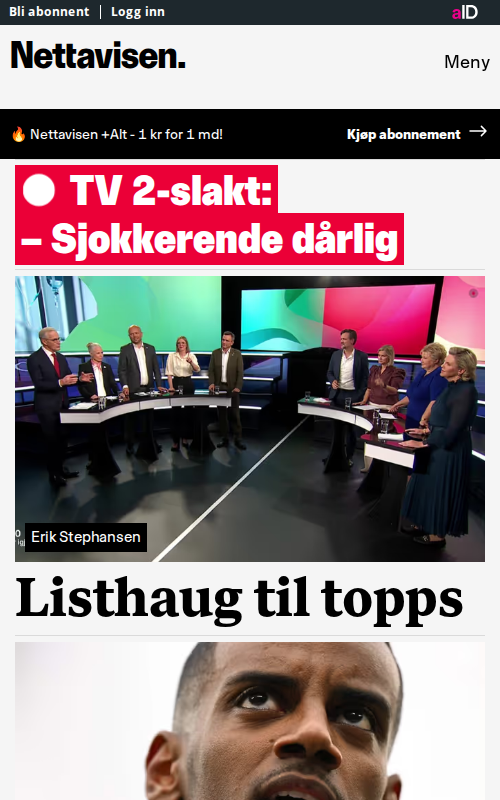 Bli abonnent | Logg inn
aID
Nettavisen.
Meny
🔥 Nettavisen +Alt - 1 kr for 1 md!
Kjøp abonnement →
TV 2-slakt:
– Sjokkerende dårlig
Erik Stephansen
Listhaug til topps